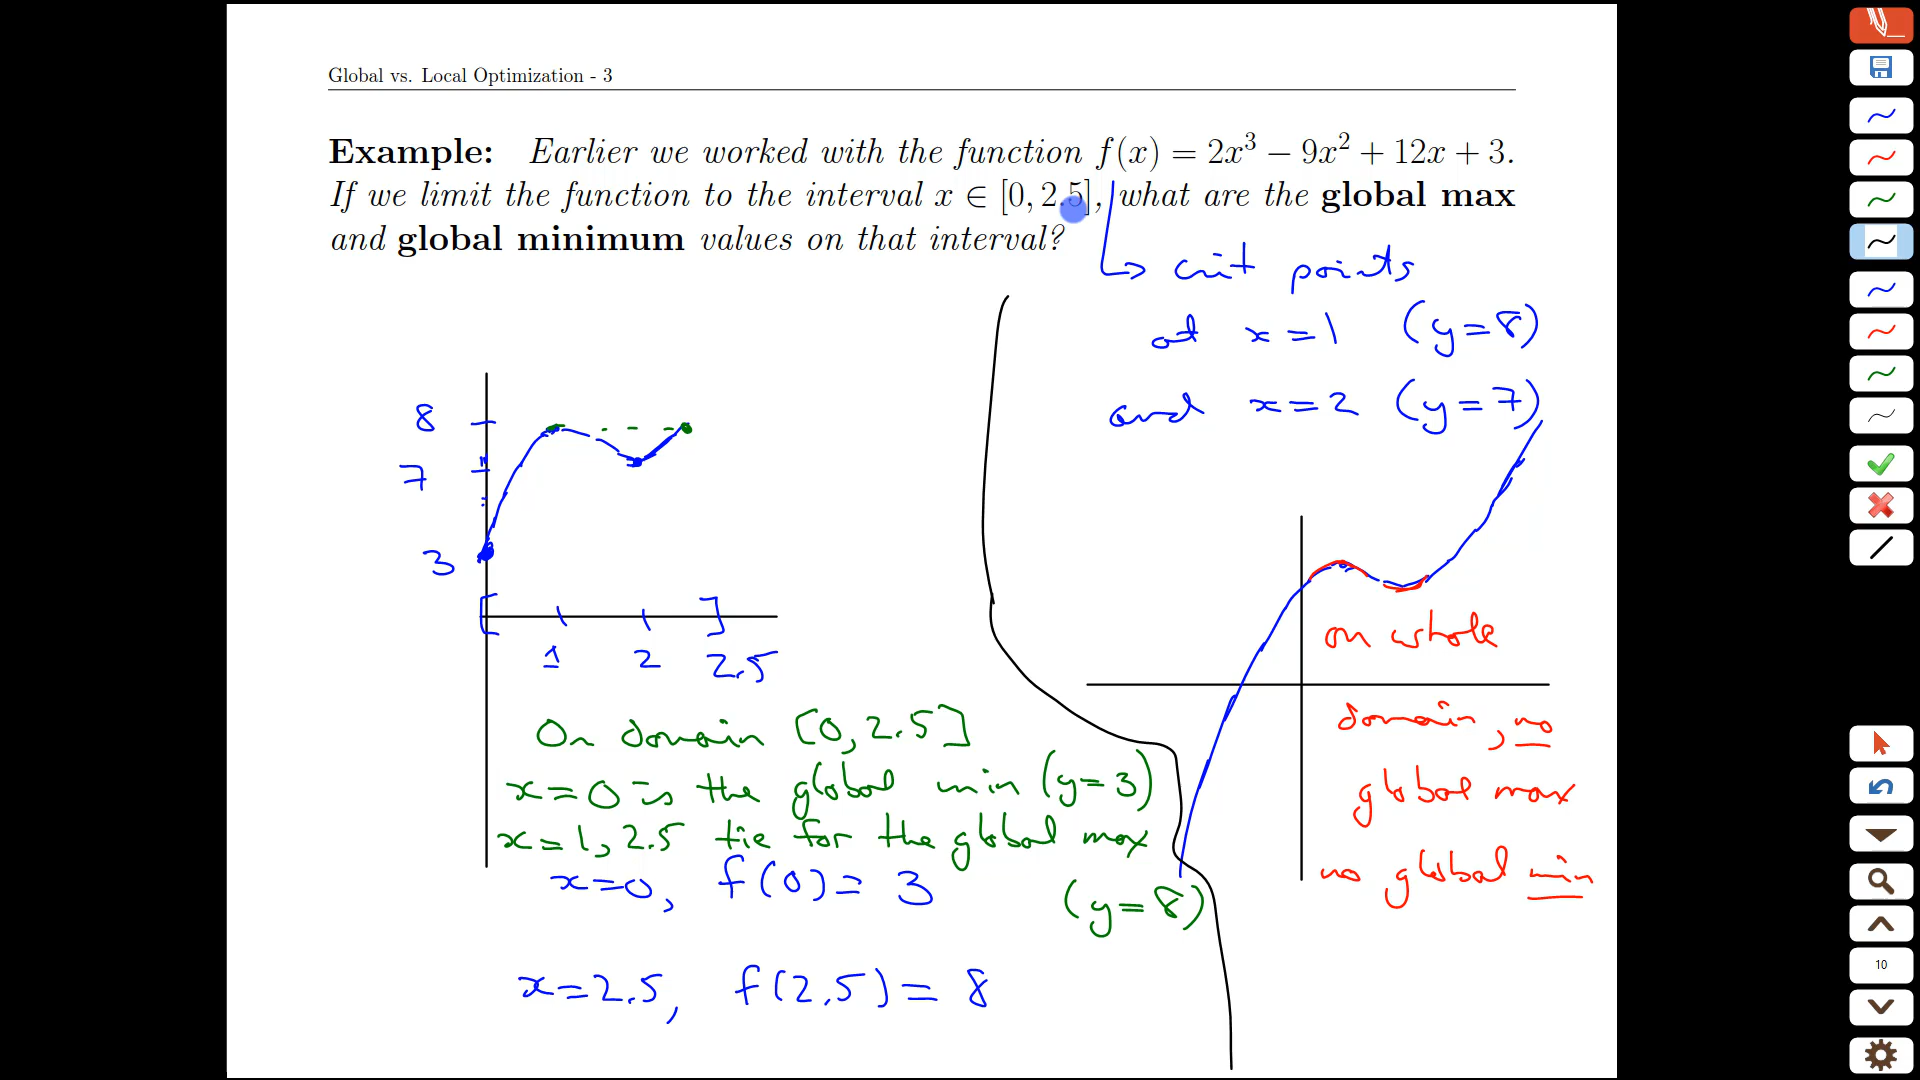 Global vs. Local Optimization - 3
Example: Earlier we worked with the function f(x) = 2x³ − 9x² + 12x + 3.
If we limit the function to the interval x ∈ [0, 2.5], what are the global max
and global minimum values on that interval?
↳ crit points
at x=1 (y=8)
and x=2 (y=7)
8
7
3
[ ]
1 2 2.5
on whole
domain, no
global max
no global min
On domain [0, 2.5]
x=0 is the global min (y=3)
x=1, 2.5 tie for the global max
(y=8)
x=0, f(0)= 3
x=2.5, f(2.5)= 8
10